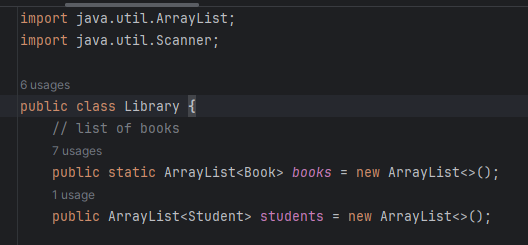 import java.util.ArrayList;
import java.util.Scanner;
6 usages
public class Library {
// list of books
7 usages
public static ArrayList<Book> books = new ArrayList<>();
1 usage
public ArrayList<Student> students = new ArrayList<>();